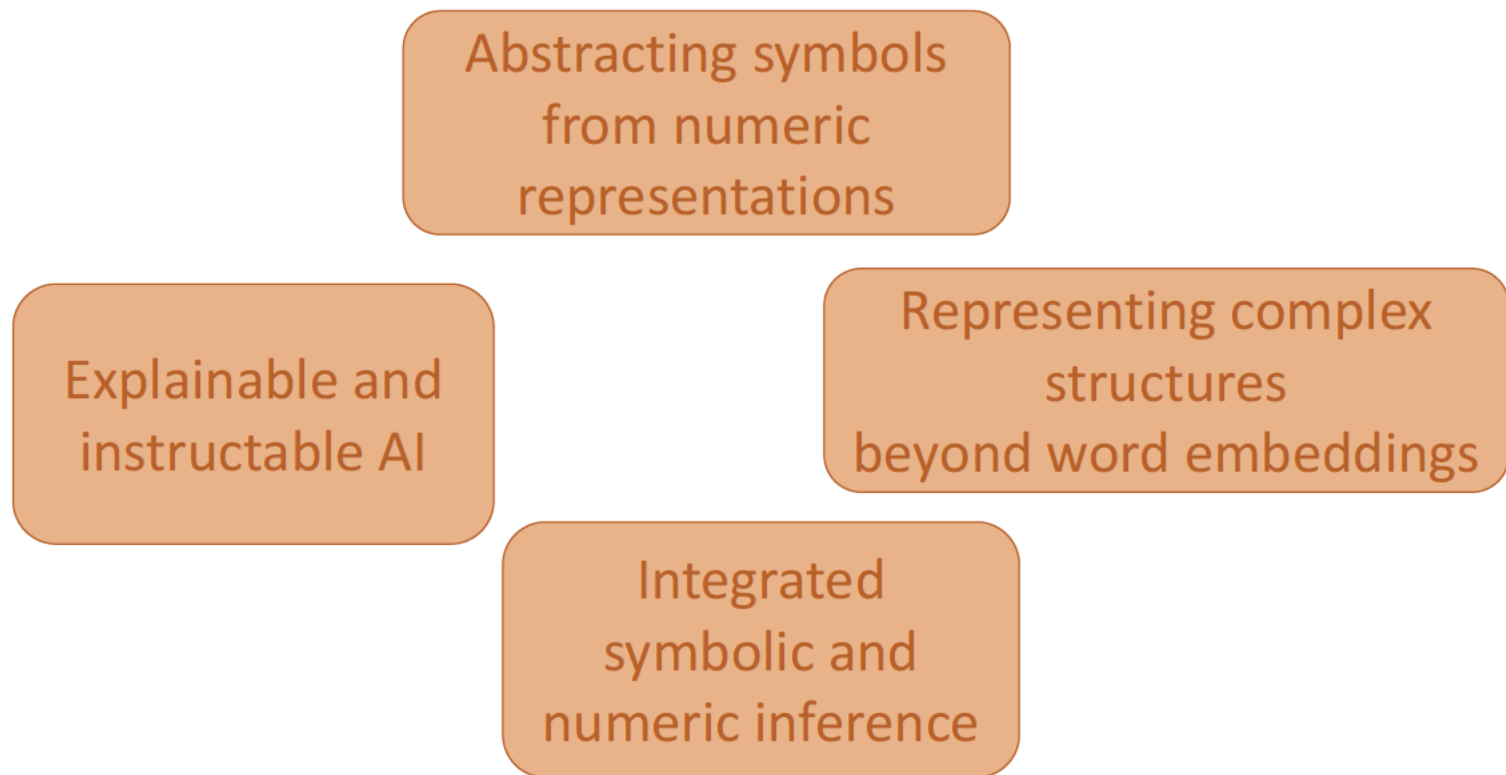 Abstracting symbols
from numeric
representations
Explainable and
instructable AI
Representing complex
structures
beyond word embeddings
Integrated
symbolic and
numeric inference